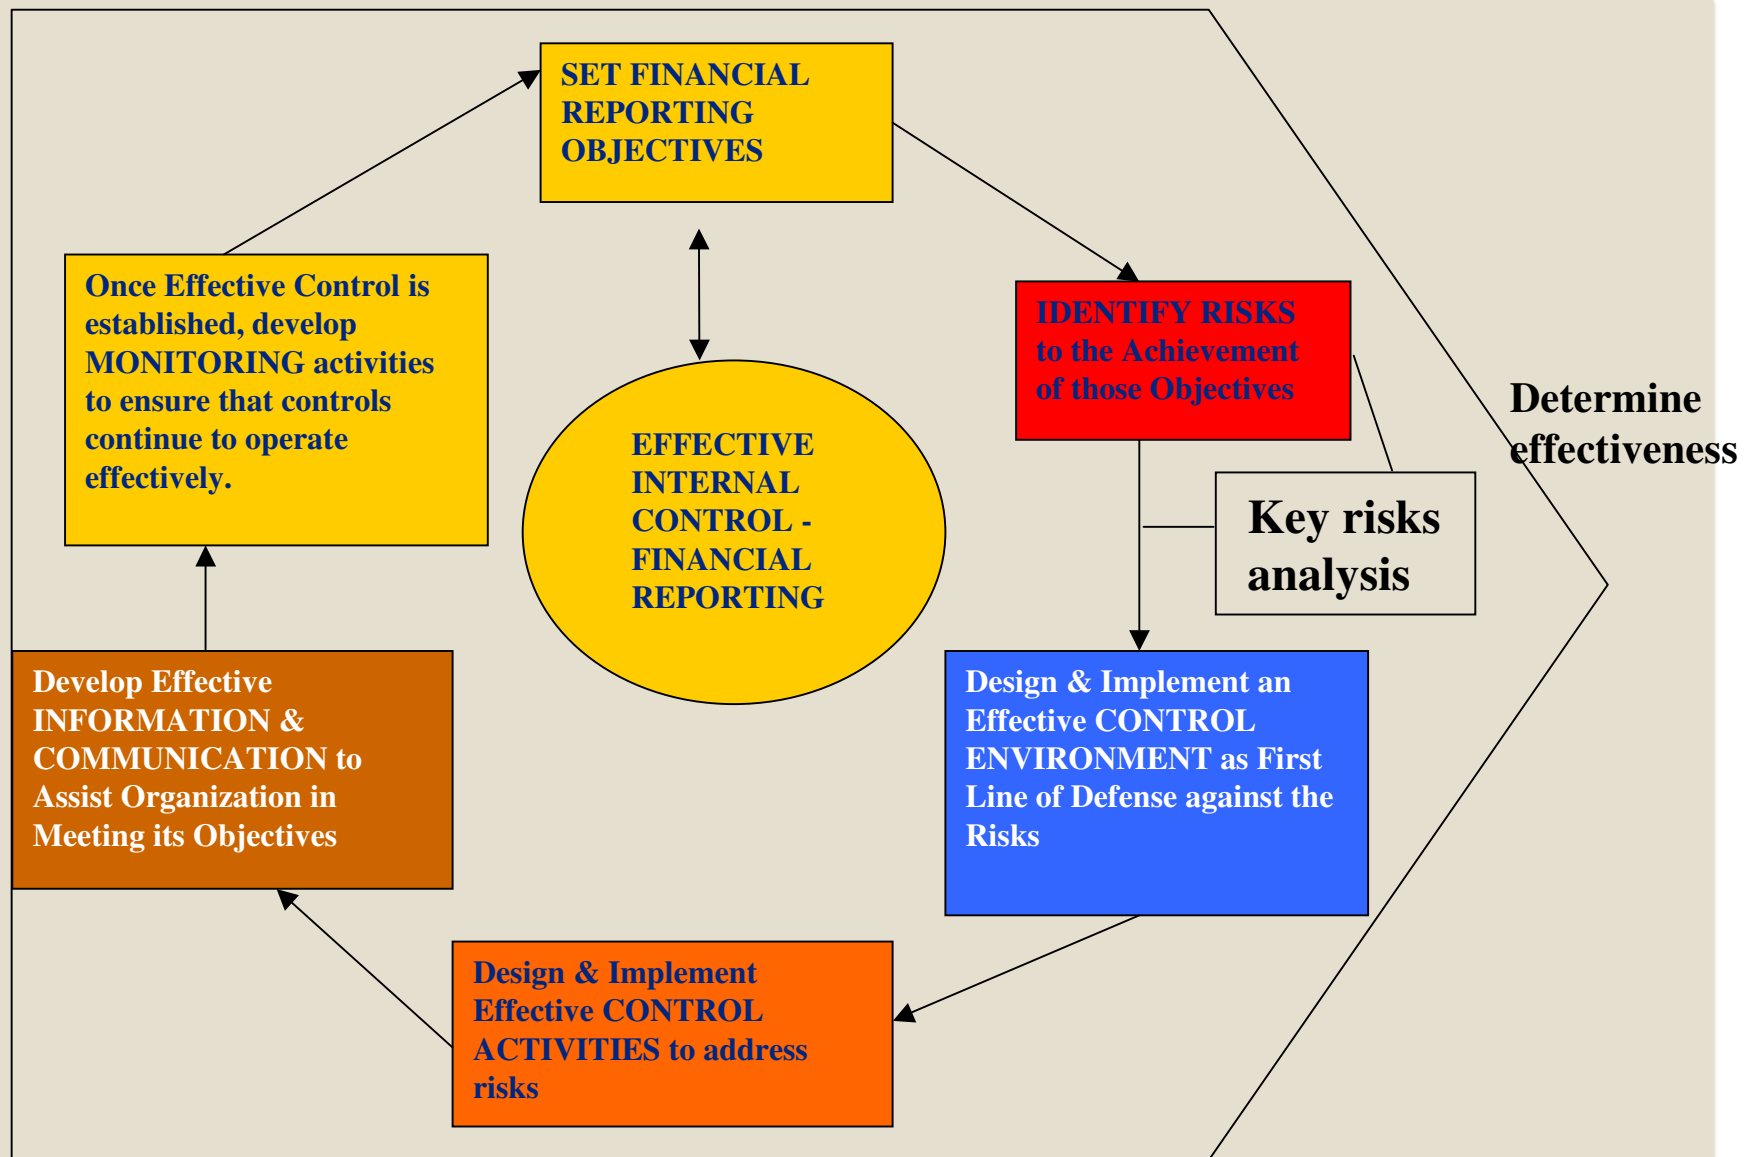 SET FINANCIAL
REPORTING
OBJECTIVES
Once Effective Control is
established, develop
MONITORING activities
to ensure that controls
continue to operate
effectively.
IDENTIFY RISKS
to the Achievement
of those Objectives
Determine
effectiveness
EFFECTIVE
INTERNAL
CONTROL -
FINANCIAL
REPORTING
Key risks
analysis
Develop Effective
INFORMATION &
COMMUNICATION to
Assist Organization in
Meeting its Objectives
Design & Implement an
Effective CONTROL
ENVIRONMENT as First
Line of Defense against the
Risks
Design & Implement
Effective CONTROL
ACTIVITIES to address
risks